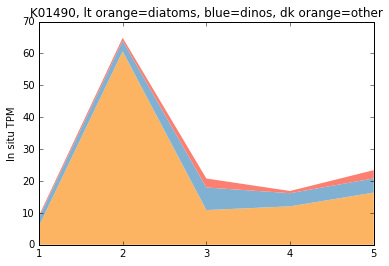 K01490, lt orange=diatoms, blue=dinos, dk orange=other
In situ TPM
70
60
50
40
30
20
10
0
1 2 3 4 5